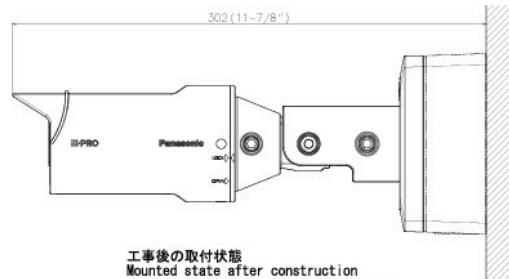 302(11-7/8")
iii-PRO Panasonic
LOCK
OPEN
工事後の取付状態
Mounted state after construction